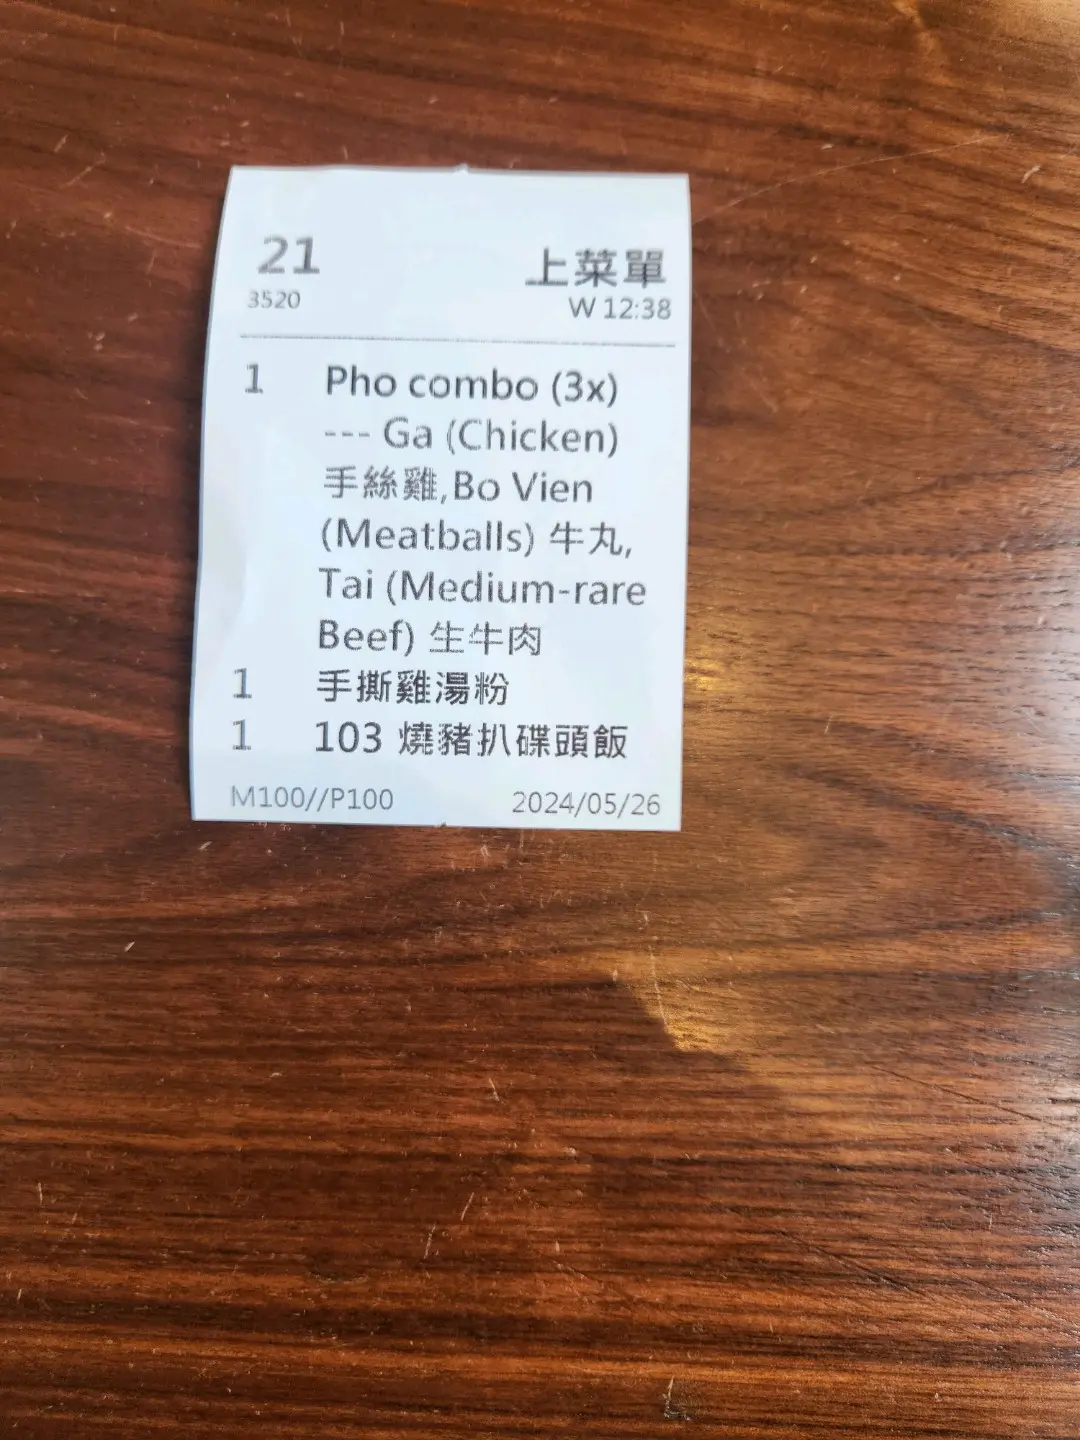 21 上菜單
3520 W 12:38
1 Pho combo (3x)
--- Ga (Chicken)
手絲雞,Bo Vien
(Meatballs) 牛丸,
Tai (Medium-rare
Beef) 生牛肉
1 手撕雞湯粉
1 103 燒豬扒碟頭飯
M100//P100 2024/05/26